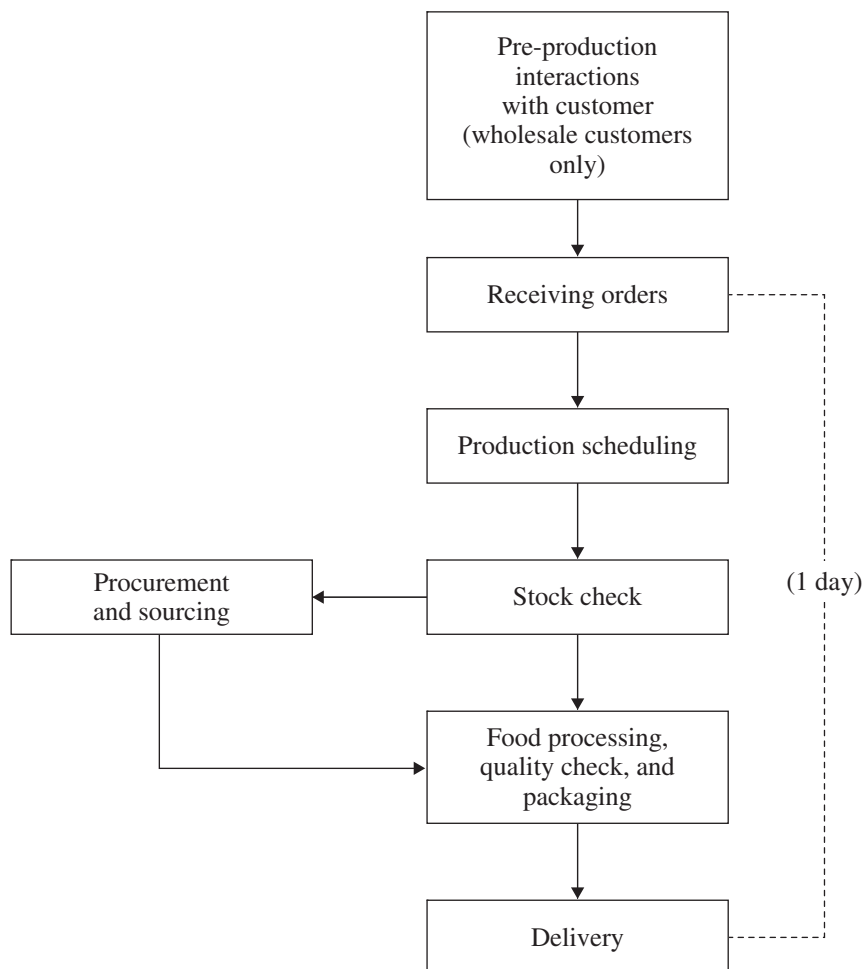 Pre-production
interactions
with customer
(wholesale customers
only)
Receiving orders
Production scheduling
Procurement
and sourcing
Stock check
(1 day)
Food processing,
quality check, and
packaging
Delivery